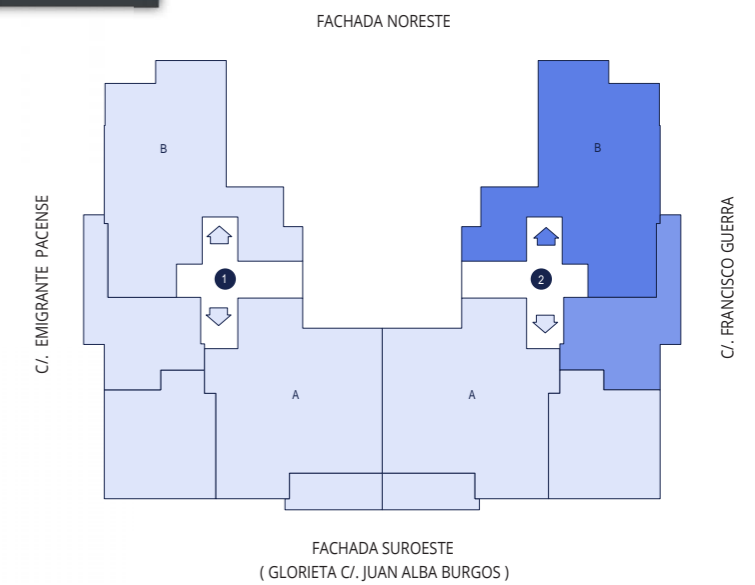 FACHADA NORESTE
B
B
C/. EMIGRANTE PACENSE
C/. FRANCISCO GUERRA
1
2
A
A
FACHADA SUROESTE
( GLORIETA C/. JUAN ALBA BURGOS )